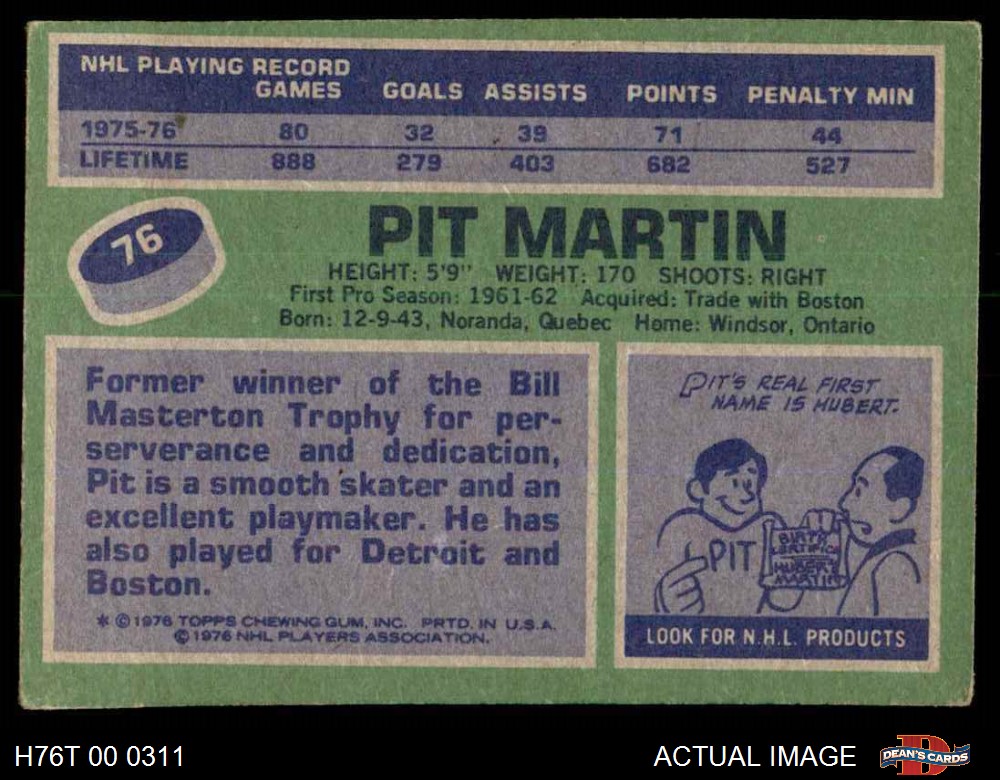 NHL PLAYING RECORD
GAMES GOALS ASSISTS POINTS PENALTY MIN
1975-76 80 32 39 71 44
LIFETIME 888 279 403 682 527
76
PIT MARTIN
HEIGHT: 5'9" WEIGHT: 170 SHOOTS: RIGHT
First Pro Season: 1961-62 Acquired: Trade with Boston
Born: 12-9-43, Noranda, Quebec Home: Windsor, Ontario
Former winner of the Bill
Masterton Trophy for per-
serverance and dedication,
Pit is a smooth skater and an
excellent playmaker. He has
also played for Detroit and
Boston.
* © 1976 TOPPS CHEWING GUM, INC. PRTD. IN U.S.A.
© 1976 NHL PLAYERS ASSOCIATION.
PIT'S REAL FIRST
NAME IS HUBERT.
PIT
BIRTH
HUBERT
MARTIN
LOOK FOR N.H.L. PRODUCTS
H76T 00 0311
ACTUAL IMAGE
DEAN'S CARDS